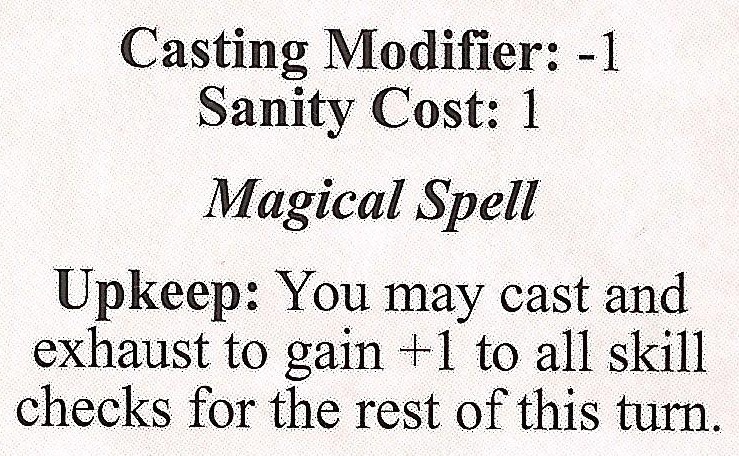 Casting Modifier: -1
Sanity Cost: 1
Magical Spell
Upkeep: You may cast and
exhaust to gain +1 to all skill
checks for the rest of this turn.